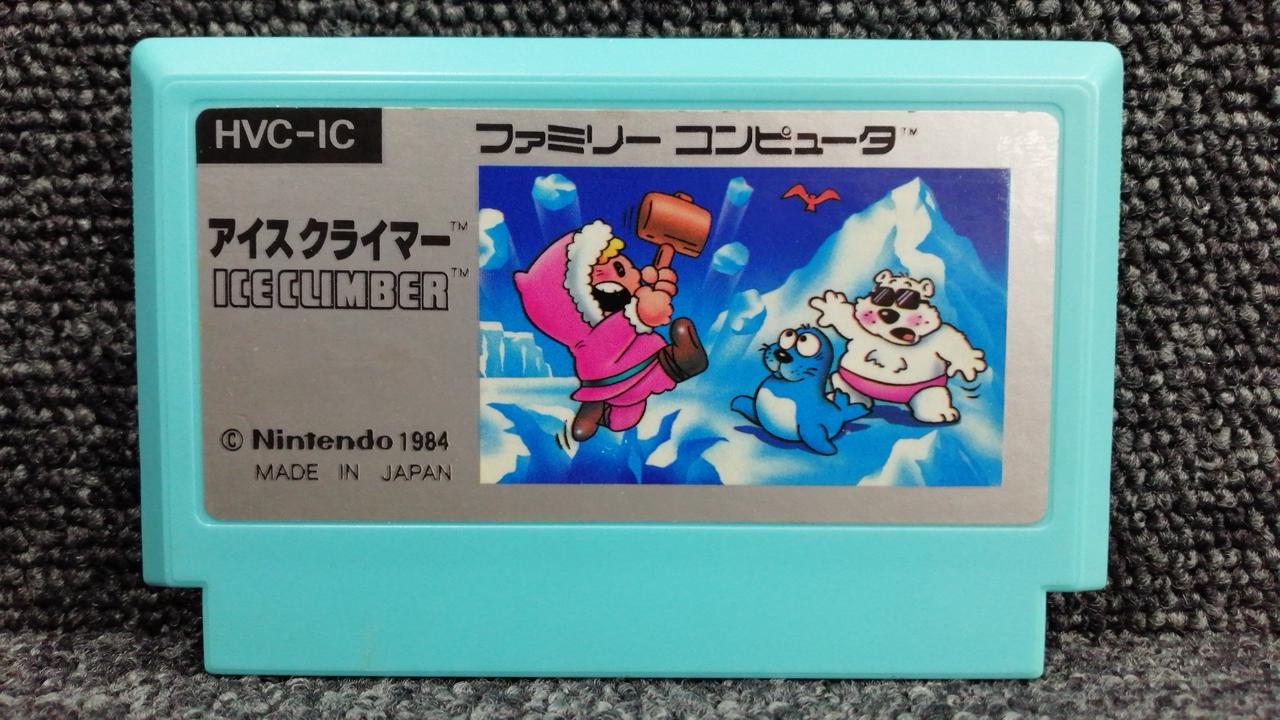 HVC-IC
ファミリー コンピュータ™
アイスクライマー™
ICE CLIMBER™
© Nintendo 1984
MADE IN JAPAN